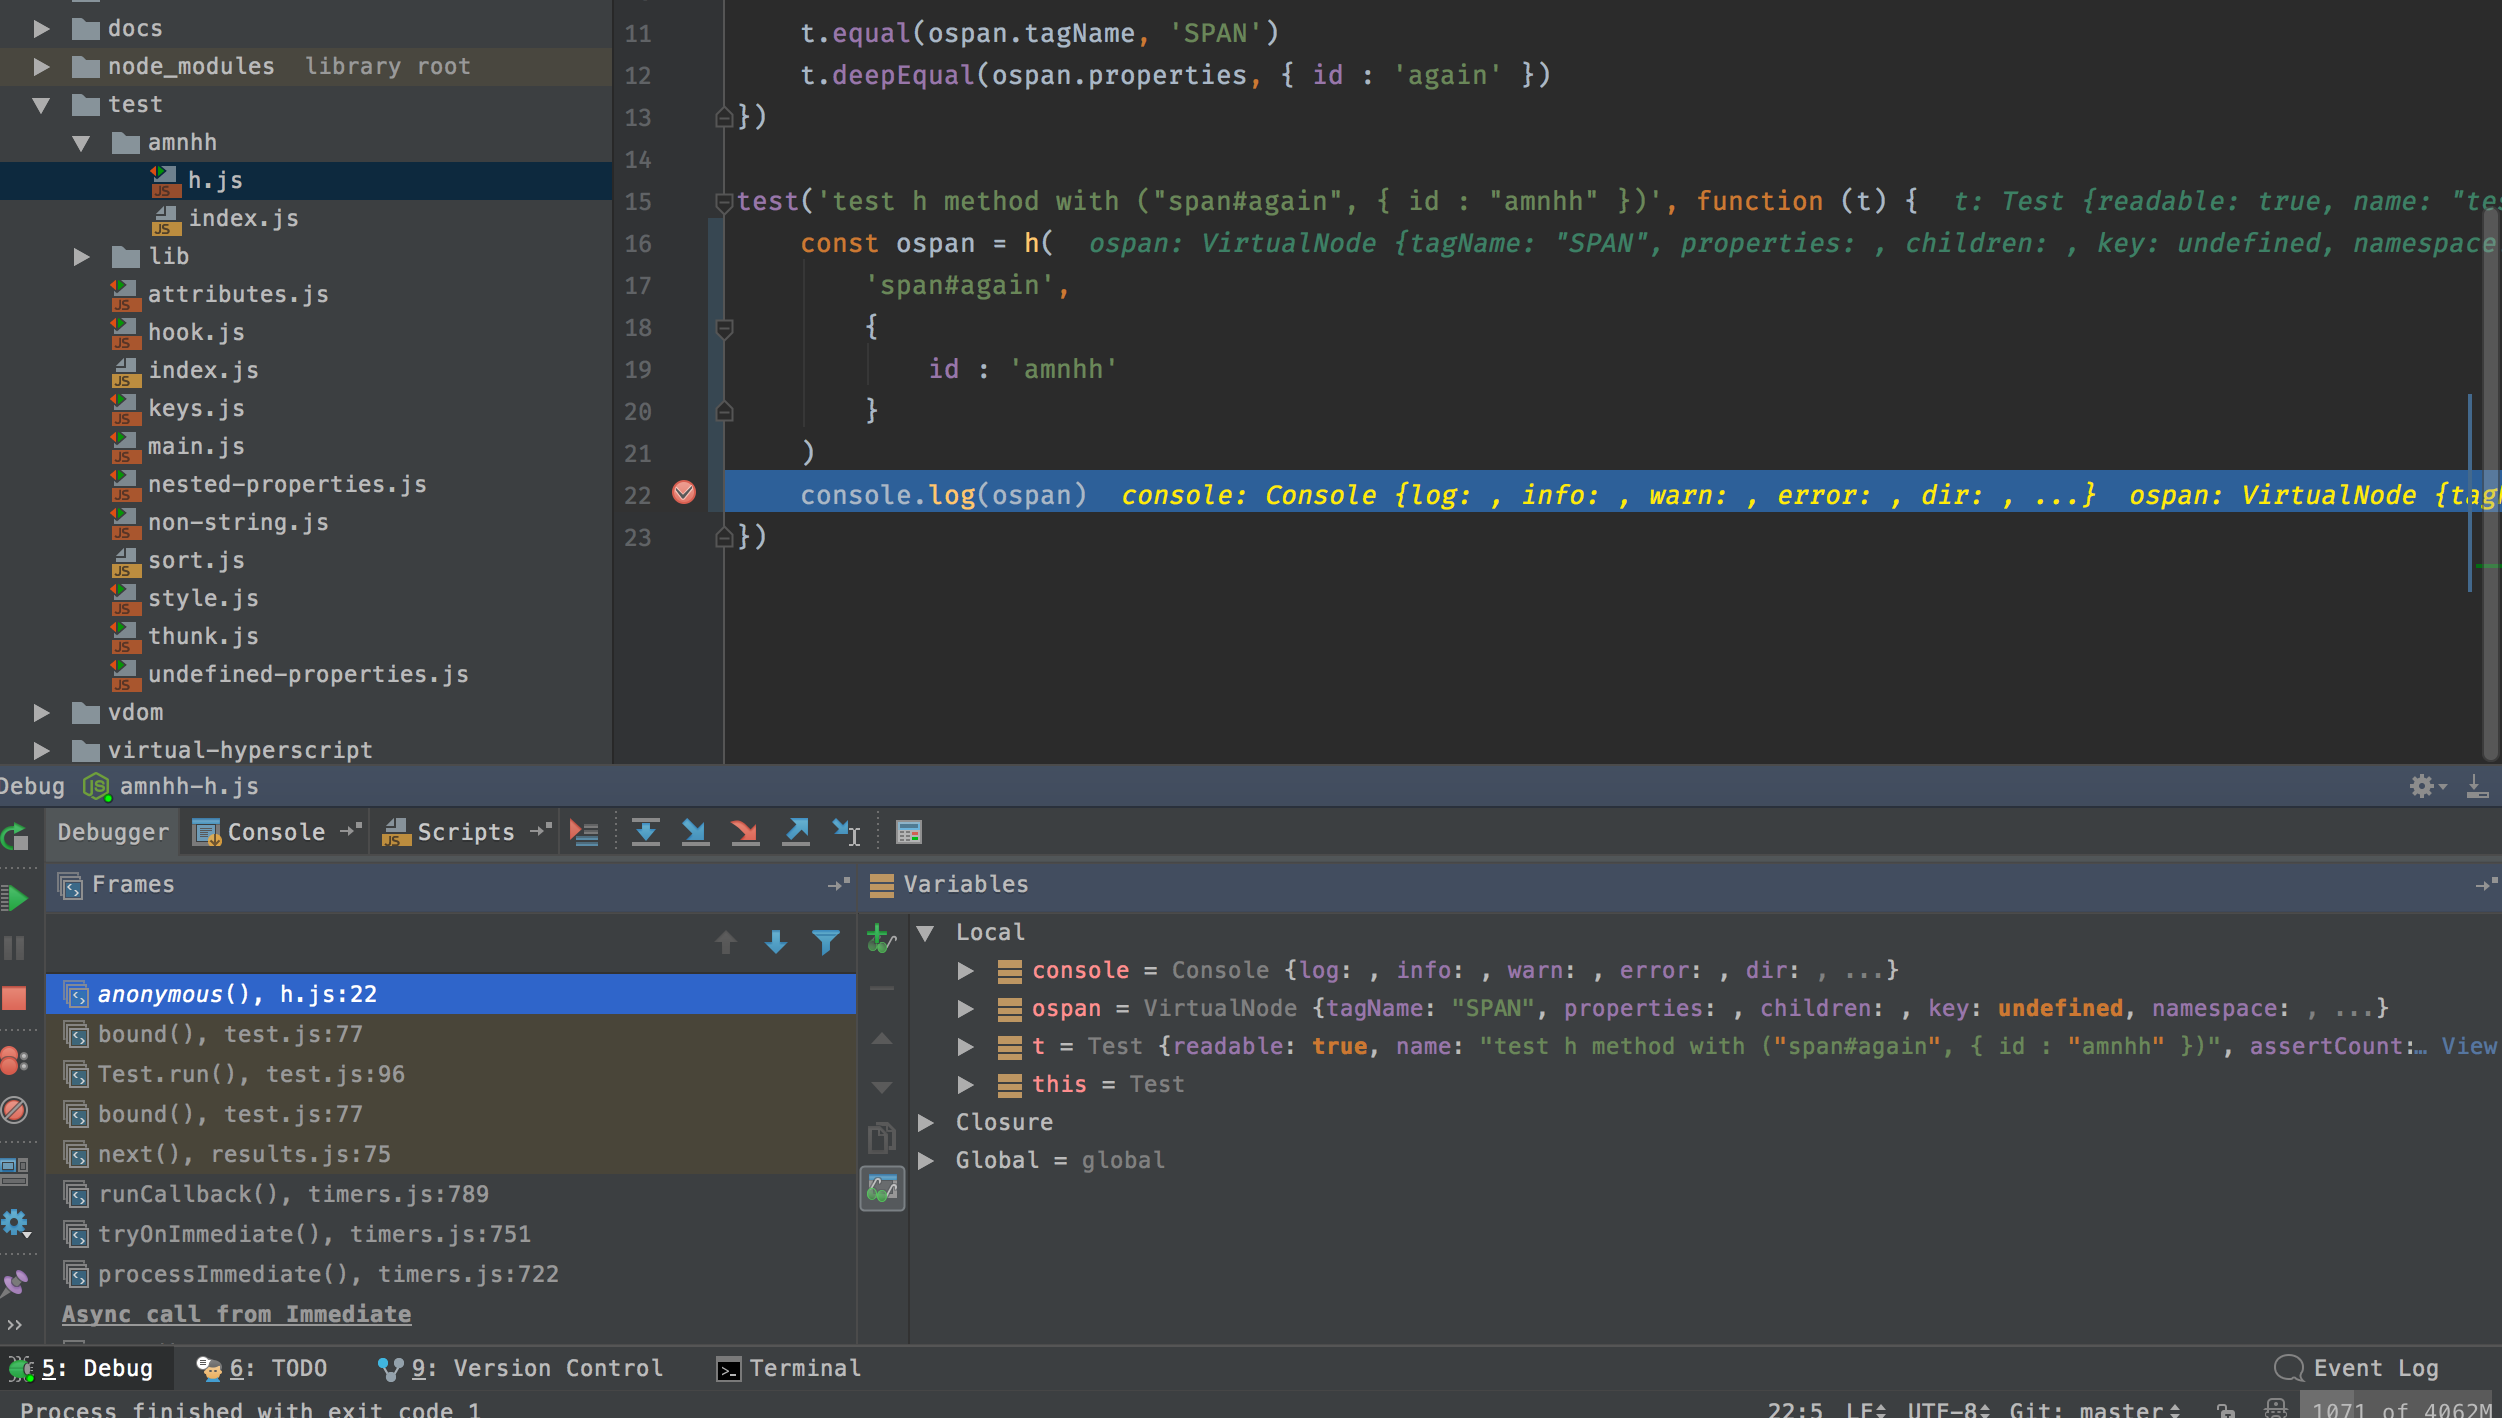 docs
node_modules library root
test
amnhh
h.js
index.js
lib
attributes.js
hook.js
index.js
keys.js
main.js
nested-properties.js
non-string.js
sort.js
style.js
thunk.js
undefined-properties.js
vdom
virtual-hyperscript
11 t.equal(ospan.tagName, 'SPAN')
12 t.deepEqual(ospan.properties, { id : 'again' })
13 })
14
15 test('test h method with ("span#again", { id : "amnhh" })', function (t) { t: Test {readable: true, name: "tes
16 const ospan = h( ospan: VirtualNode {tagName: "SPAN", properties: , children: , key: undefined, namespace
17 'span#again',
18 {
19 id : 'amnhh'
20 }
21 )
22 console.log(ospan) console: Console {log: , info: , warn: , error: , dir: , ...} ospan: VirtualNode {tagN
23 })
Debug amnhh-h.js
Debugger Console Scripts
Frames
anonymous(), h.js:22
bound(), test.js:77
Test.run(), test.js:96
bound(), test.js:77
next(), results.js:75
runCallback(), timers.js:789
tryOnImmediate(), timers.js:751
processImmediate(), timers.js:722
Async call from Immediate
Variables
Local
console = Console {log: , info: , warn: , error: , dir: , ...}
ospan = VirtualNode {tagName: "SPAN", properties: , children: , key: undefined, namespace: , ...}
t = Test {readable: true, name: "test h method with ("span#again", { id : "amnhh" })", assertCount:... View
this = Test
Closure
Global = global
5: Debug 6: TODO 9: Version Control Terminal Event Log
Process finished with exit code 1 22:5 LF UTF-8 Git: master 1071 of 4062M